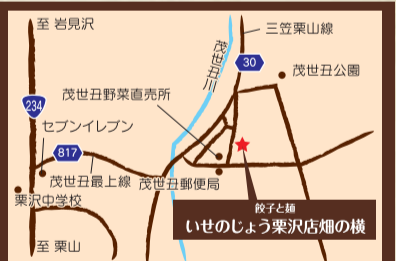 至 岩見沢
三笠栗山線
茂世丑川
30
茂世丑公園
234
茂世丑野菜直売所
セブンイレブン
817
茂世丑最上線
茂世丑郵便局
栗沢中学校
餃子と麺
いせのじょう栗沢店畑の横
至 栗山